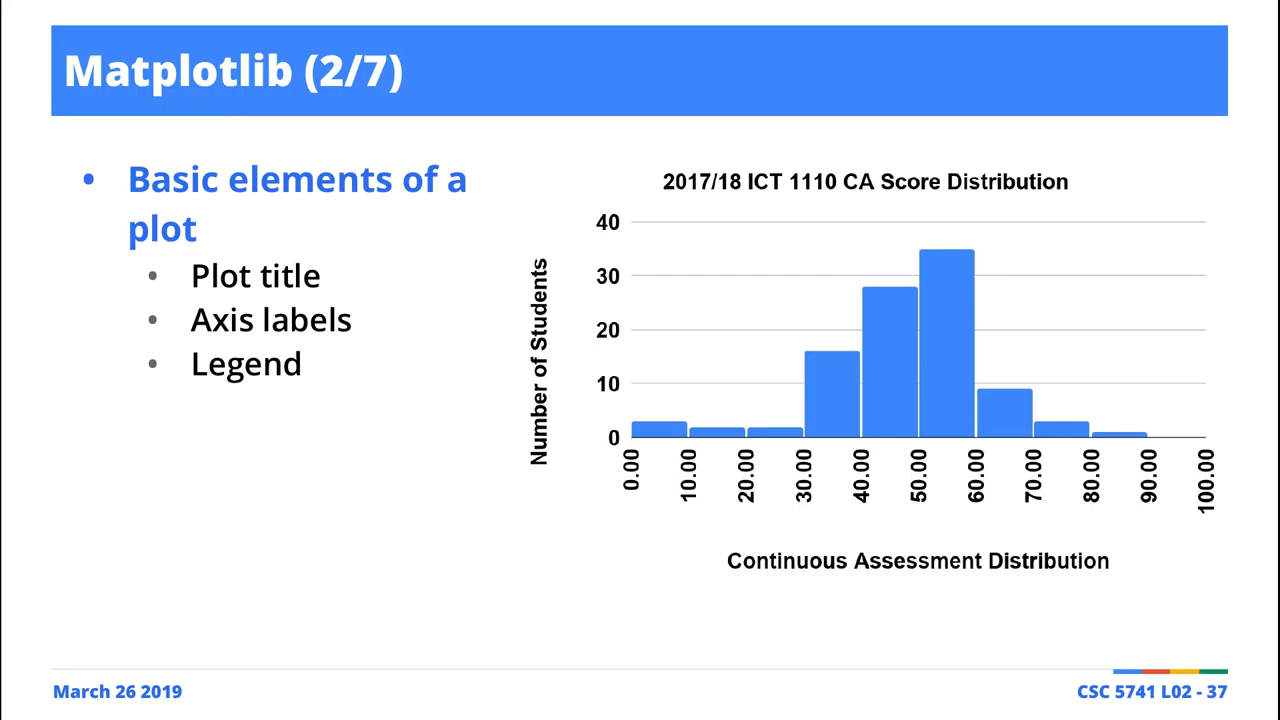 Matplotlib (2/7)
• Basic elements of a
plot
• Plot title
• Axis labels
• Legend
2017/18 ICT 1110 CA Score Distribution
Number of Students
40
30
20
10
0
0.00
10.00
20.00
30.00
40.00
50.00
60.00
70.00
80.00
90.00
100.00
Continuous Assessment Distribution
March 26 2019
CSC 5741 L02 - 37